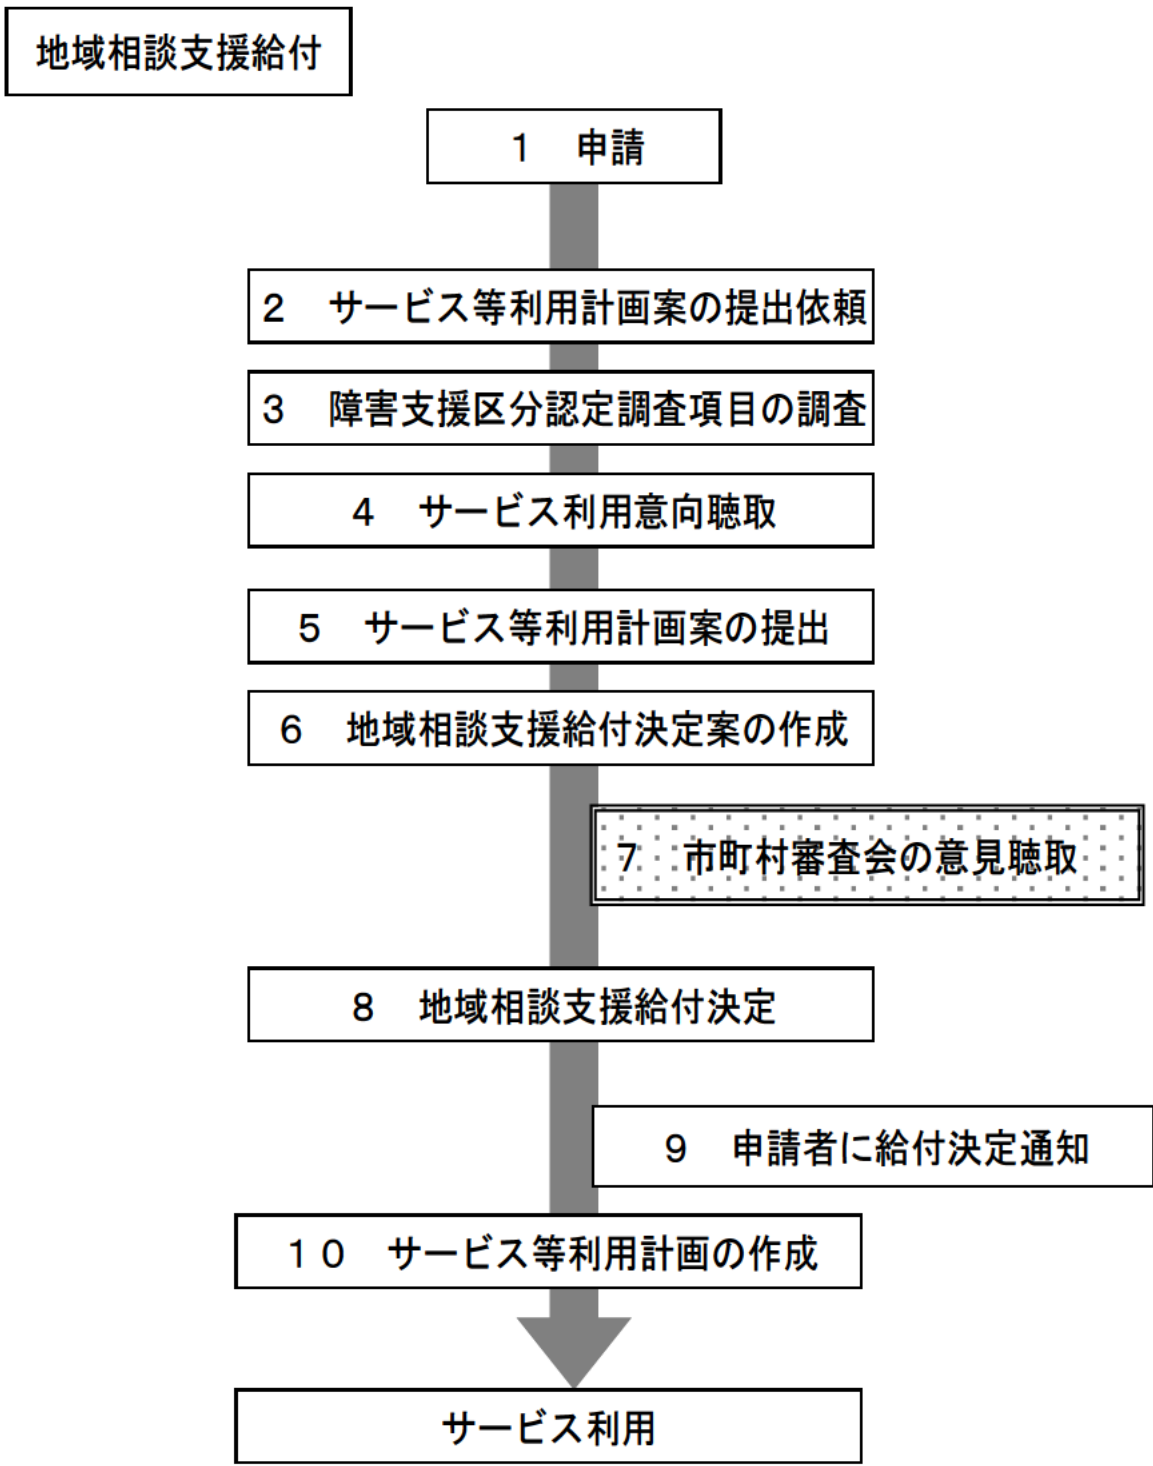 地域相談支援給付
１　申請
２　サービス等利用計画案の提出依頼
３　障害支援区分認定調査項目の調査
４　サービス利用意向聴取
５　サービス等利用計画案の提出
６　地域相談支援給付決定案の作成
７　市町村審査会の意見聴取
８　地域相談支援給付決定
９　申請者に給付決定通知
１０　サービス等利用計画の作成
サービス利用